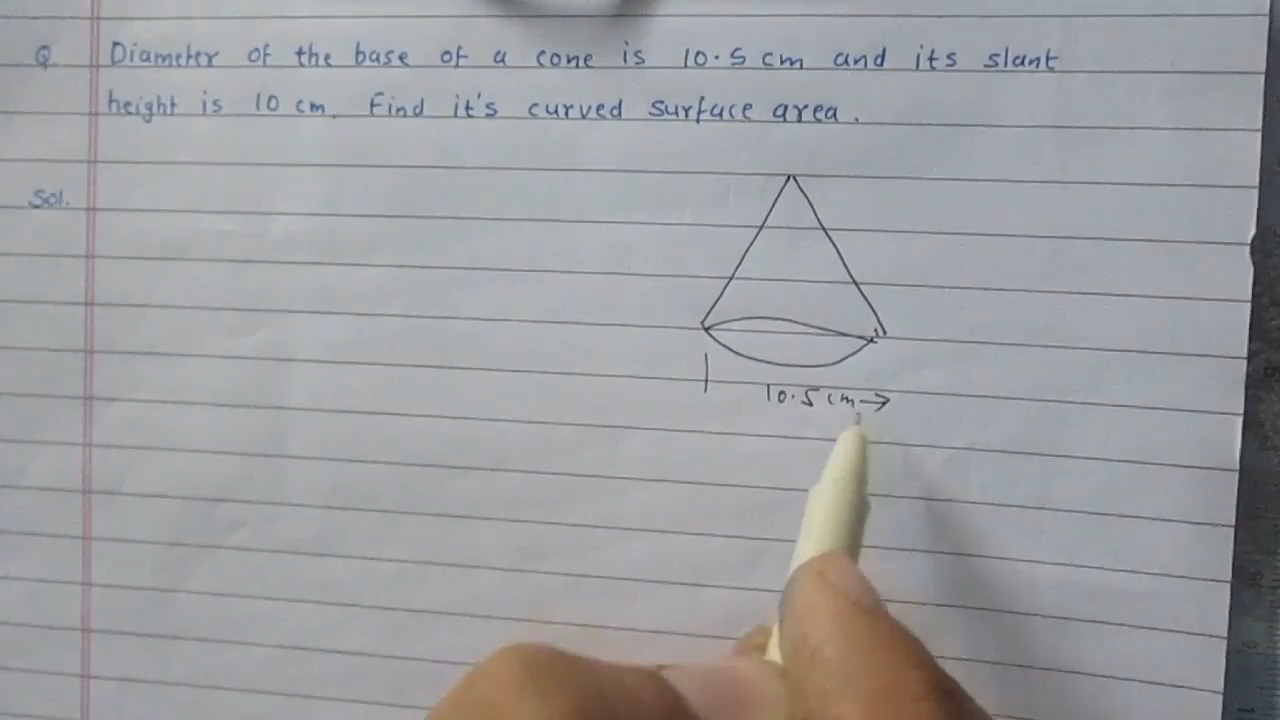 Q. Diameter of the base of a cone is 10.5 cm and its slant
height is 10 cm. Find it's curved surface area.
Sol.
10.5 cm →